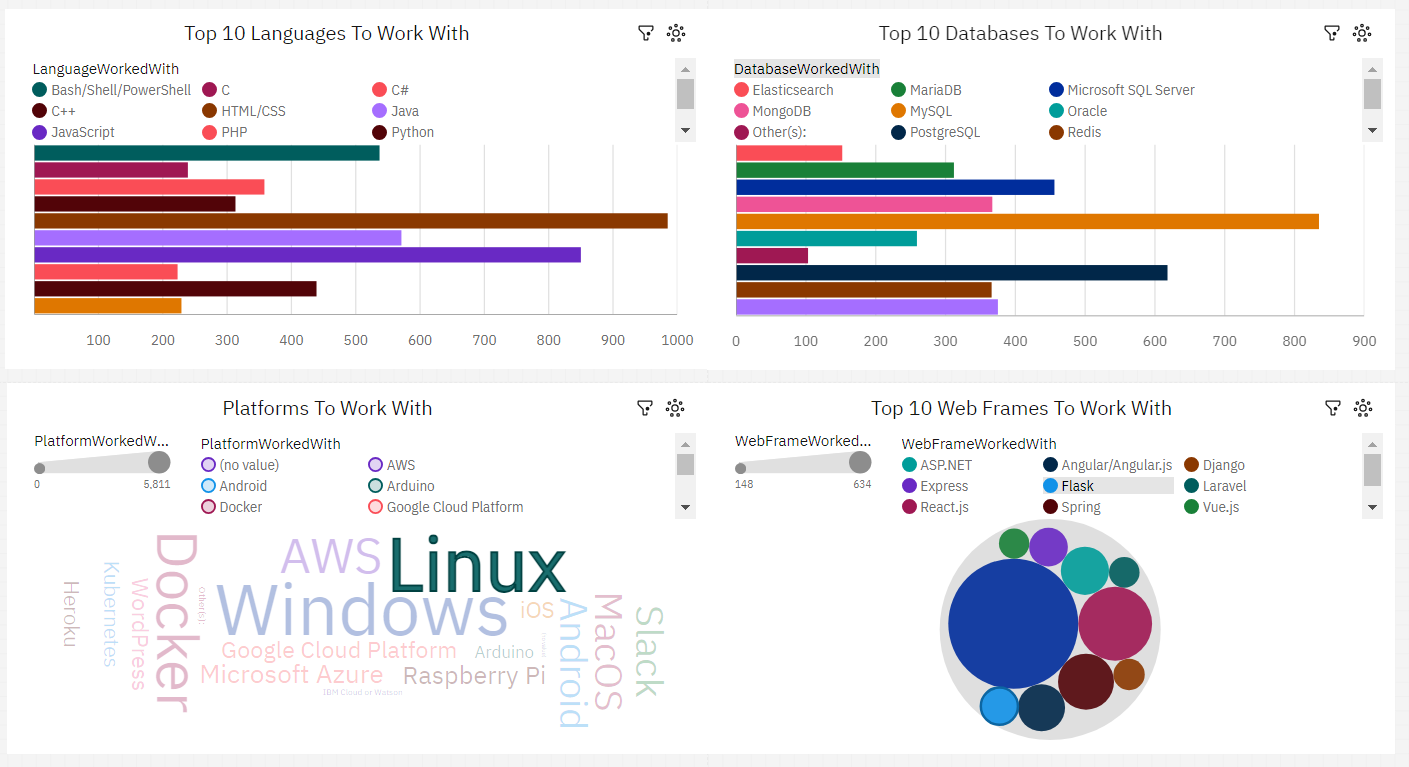 Top 10 Languages To Work With
LanguageWorkedWith
Bash/Shell/PowerShell C C#
C++ HTML/CSS Java
JavaScript PHP Python
100 200 300 400 500 600 700 800 900 1000
Top 10 Databases To Work With
DatabaseWorkedWith
Elasticsearch MariaDB Microsoft SQL Server
MongoDB MySQL Oracle
Other(s): PostgreSQL Redis
0 100 200 300 400 500 600 700 800 900
Platforms To Work With
PlatformWorkedW...
0 5,811
PlatformWorkedWith
(no value) AWS
Android Arduino
Docker Google Cloud Platform
Heroku
Kubernetes
WordPress
Docker
Other(s):
AWS
Linux
Windows
iOS
Google Cloud Platform
Arduino
Microsoft Azure
Raspberry Pi
IBM Cloud or Watson
Android
MacOS
Slack
Top 10 Web Frames To Work With
WebFrameWorked...
148 634
WebFrameWorkedWith
ASP.NET Angular/Angular.js Django
Express Flask Laravel
React.js Spring Vue.js